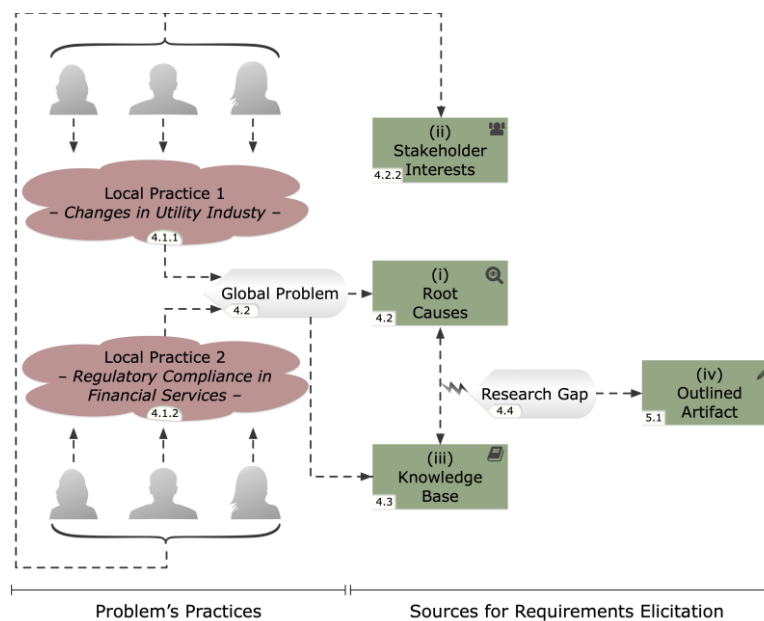 (ii)
Stakeholder
Interests
4.2.2
Local Practice 1
– Changes in Utility Industy –
4.1.1
Global Problem
4.2
(i)
Root
Causes
4.2
Local Practice 2
– Regulatory Compliance in
Financial Services –
4.1.2
Research Gap
4.4
(iv)
Outlined
Artifact
5.1
(iii)
Knowledge
Base
4.3
Problem's Practices
Sources for Requirements Elicitation